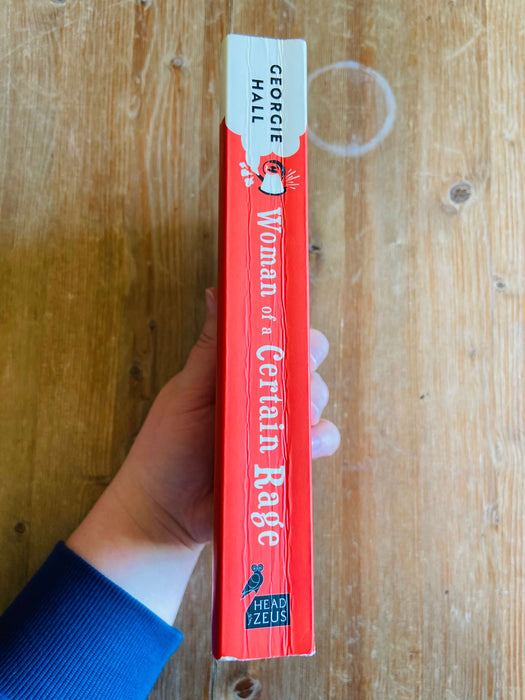 GEORGIE
HALL
Woman of a Certain Rage
HEAD
of ZEUS